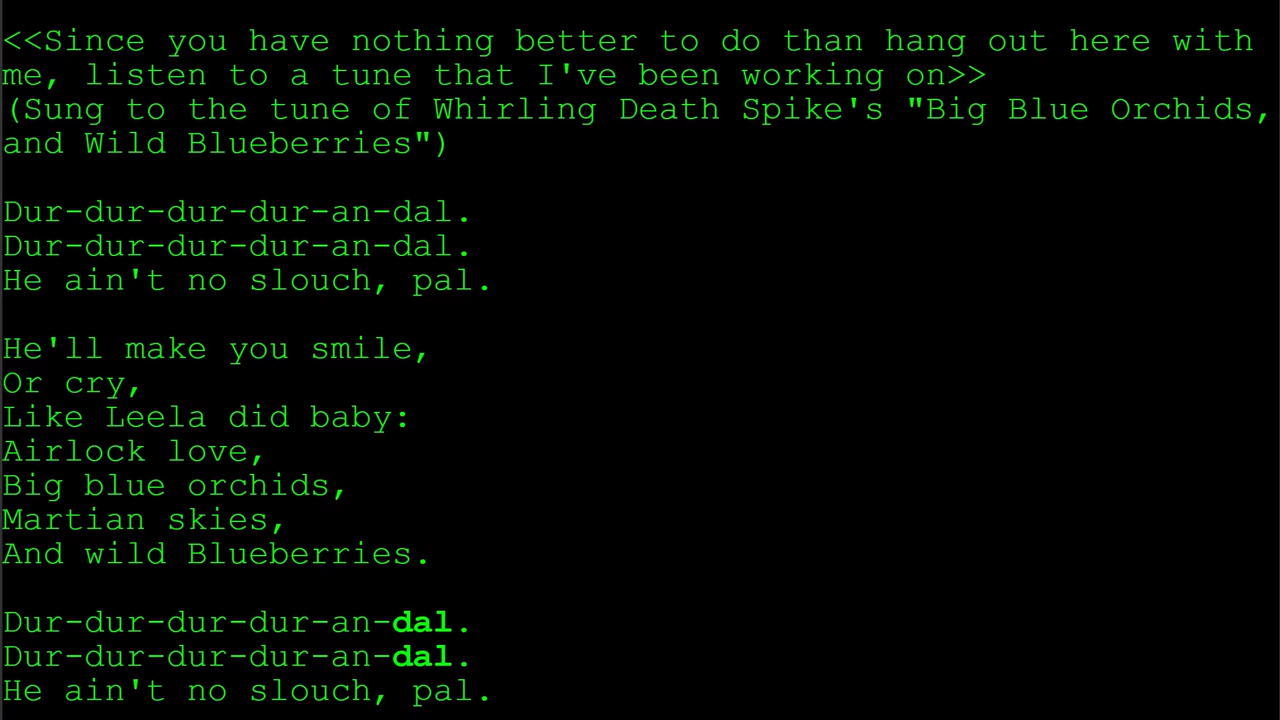 <<Since you have nothing better to do than hang out here with
me, listen to a tune that I've been working on>>
(Sung to the tune of Whirling Death Spike's "Big Blue Orchids,
and Wild Blueberries")

Dur-dur-dur-dur-an-dal.
Dur-dur-dur-dur-an-dal.
He ain't no slouch, pal.

He'll make you smile,
Or cry,
Like Leela did baby:
Airlock love,
Big blue orchids,
Martian skies,
And wild Blueberries.

Dur-dur-dur-dur-an-dal.
Dur-dur-dur-dur-an-dal.
He ain't no slouch, pal.